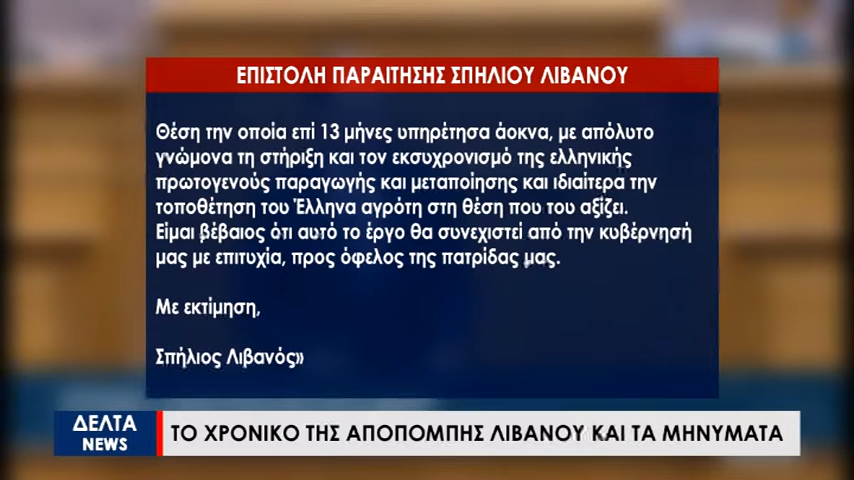 ΕΠΙΣΤΟΛΗ ΠΑΡΑΙΤΗΣΗΣ ΣΠΗΛΙΟΥ ΛΙΒΑΝΟΥ
Θέση την οποία επί 13 μήνες υπηρέτησα άοκνα, με απόλυτο
γνώμονα τη στήριξη και τον εκσυχρονισμό της ελληνικής
πρωτογενούς παραγωγής και μεταποίησης και ιδιαίτερα την
τοποθέτηση του Έλληνα αγρότη στη θέση που του αξίζει.
Είμαι βέβαιος ότι αυτό το έργο θα συνεχιστεί από την κυβέρνησή
μας με επιτυχία, προς όφελος της πατρίδας μας.
Με εκτίμηση,
Σπήλιος Λιβανός»
ΔΕΛΤΑ
NEWS
ΤΟ ΧΡΟΝΙΚΟ ΤΗΣ ΑΠΟΠΟΜΠΗΣ ΛΙΒΑΝΟΥ ΚΑΙ ΤΑ ΜΗΝΥΜΑΤΑ